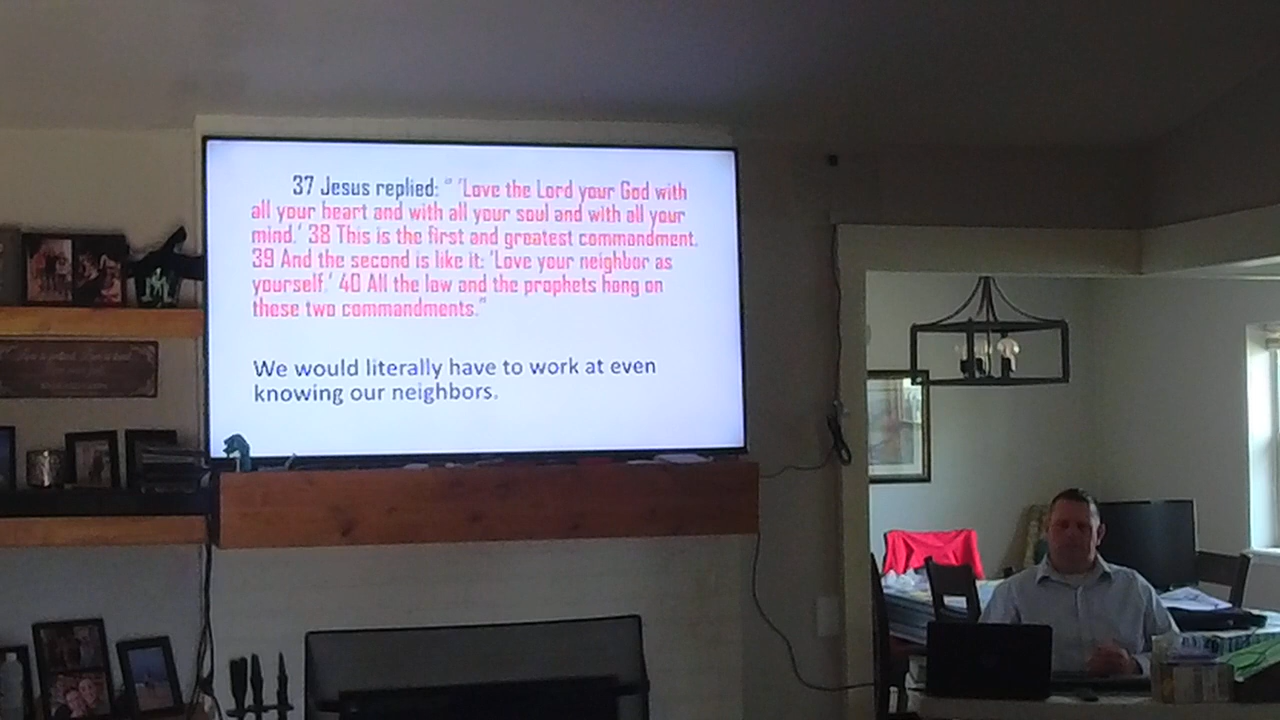 37 Jesus replied: “ ‘Love the Lord your God with
all your heart and with all your soul and with all your
mind.’ 38 This is the first and greatest commandment.
39 And the second is like it: ‘Love your neighbor as
yourself.’ 40 All the law and the prophets hang on
these two commandments.”
We would literally have to work at even
knowing our neighbors.